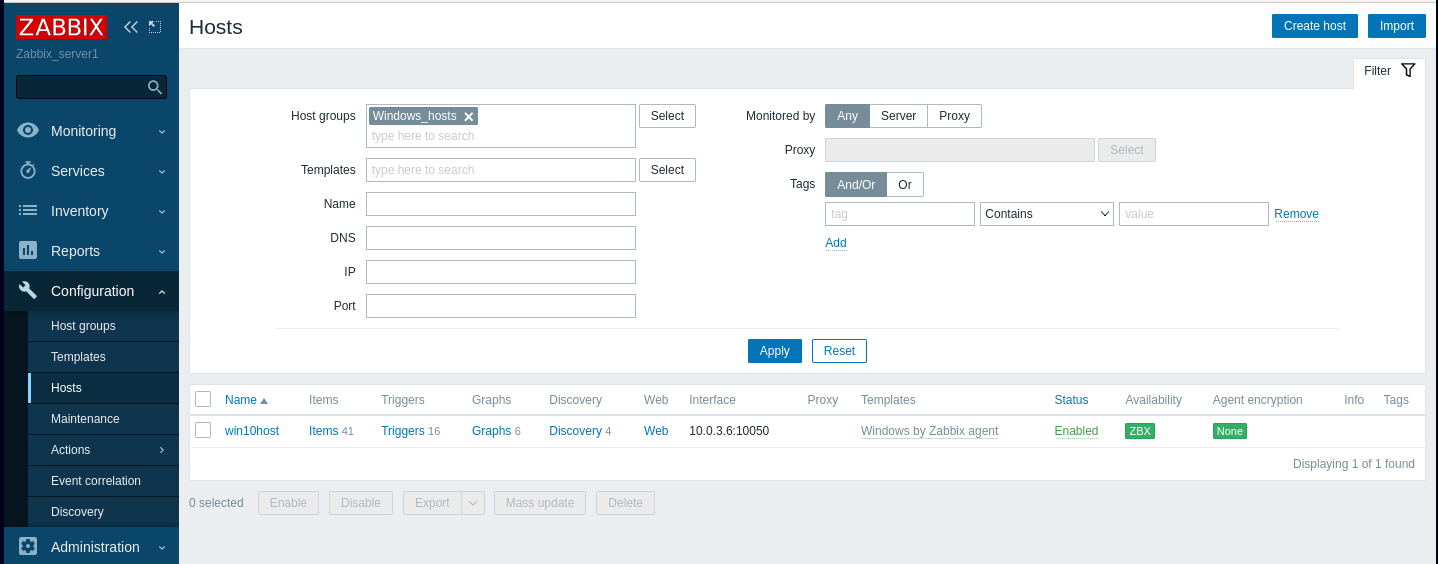 ZABBIX
Zabbix_server1
Monitoring
Services
Inventory
Reports
Configuration
Host groups
Templates
Hosts
Maintenance
Actions
Event correlation
Discovery
Administration
Hosts
Create host Import
Filter
Host groups Windows_hosts type here to search Select
Templates type here to search Select
Name
DNS
IP
Port
Monitored by Any Server Proxy
Proxy Select
Tags And/Or Or
tag Contains value Remove
Add
Apply Reset
Name Items Triggers Graphs Discovery Web Interface Proxy Templates Status Availability Agent encryption Info Tags
win10host Items 41 Triggers 16 Graphs 6 Discovery 4 Web 10.0.3.6:10050 Windows by Zabbix agent Enabled ZBX None
Displaying 1 of 1 found
0 selected Enable Disable Export Mass update Delete